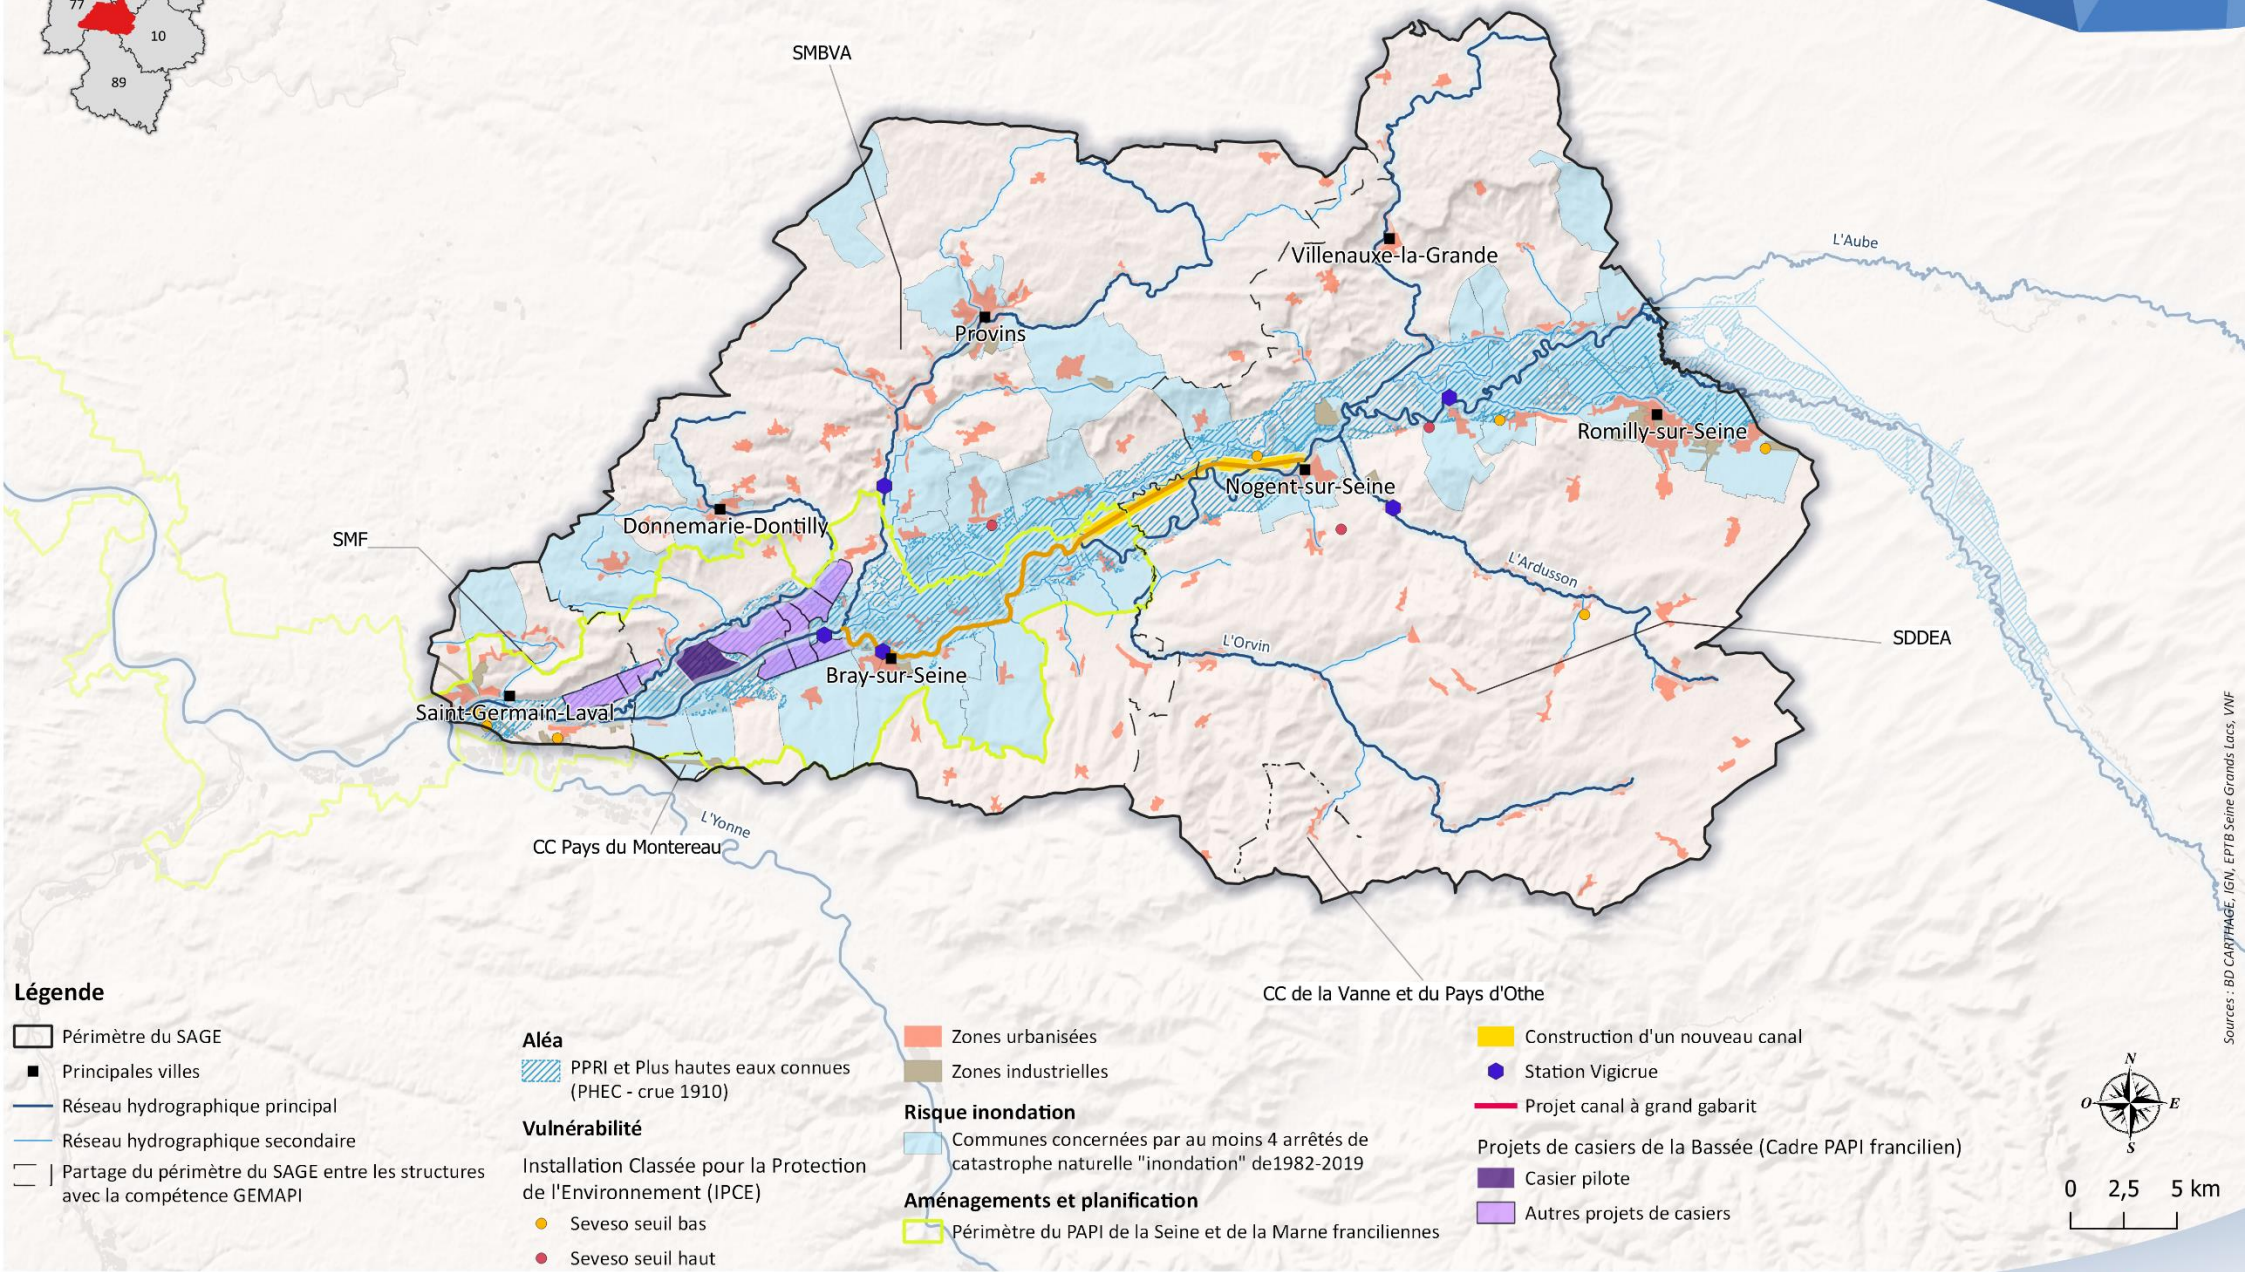 77
10
89
SMBVA
L'Aube
Villenauxe-la-Grande
Provins
Romilly-sur-Seine
Nogent-sur-Seine
Donnemarie-Dontilly
SMF
L'Ardusson
SDDEA
L'Orvin
Bray-sur-Seine
Saint-Germain-Laval
L'Yonne
CC Pays du Montereau
CC de la Vanne et du Pays d'Othe
Sources : BD CARTHAGE, IGN, EPTB Seine Grands Lacs, VNF
Légende
Périmètre du SAGE
Principales villes
Réseau hydrographique principal
Réseau hydrographique secondaire
Partage du périmètre du SAGE entre les structures
avec la compétence GEMAPI
Aléa
PPRI et Plus hautes eaux connues
(PHEC - crue 1910)
Vulnérabilité
Installation Classée pour la Protection
de l'Environnement (IPCE)
Seveso seuil bas
Seveso seuil haut
Zones urbanisées
Zones industrielles
Risque inondation
Communes concernées par au moins 4 arrêtés de
catastrophe naturelle "inondation" de1982-2019
Aménagements et planification
Périmètre du PAPI de la Seine et de la Marne franciliennes
Construction d'un nouveau canal
Station Vigicrue
Projet canal à grand gabarit
Projets de casiers de la Bassée (Cadre PAPI francilien)
Casier pilote
Autres projets de casiers
N
O E
S
0 2,5 5 km